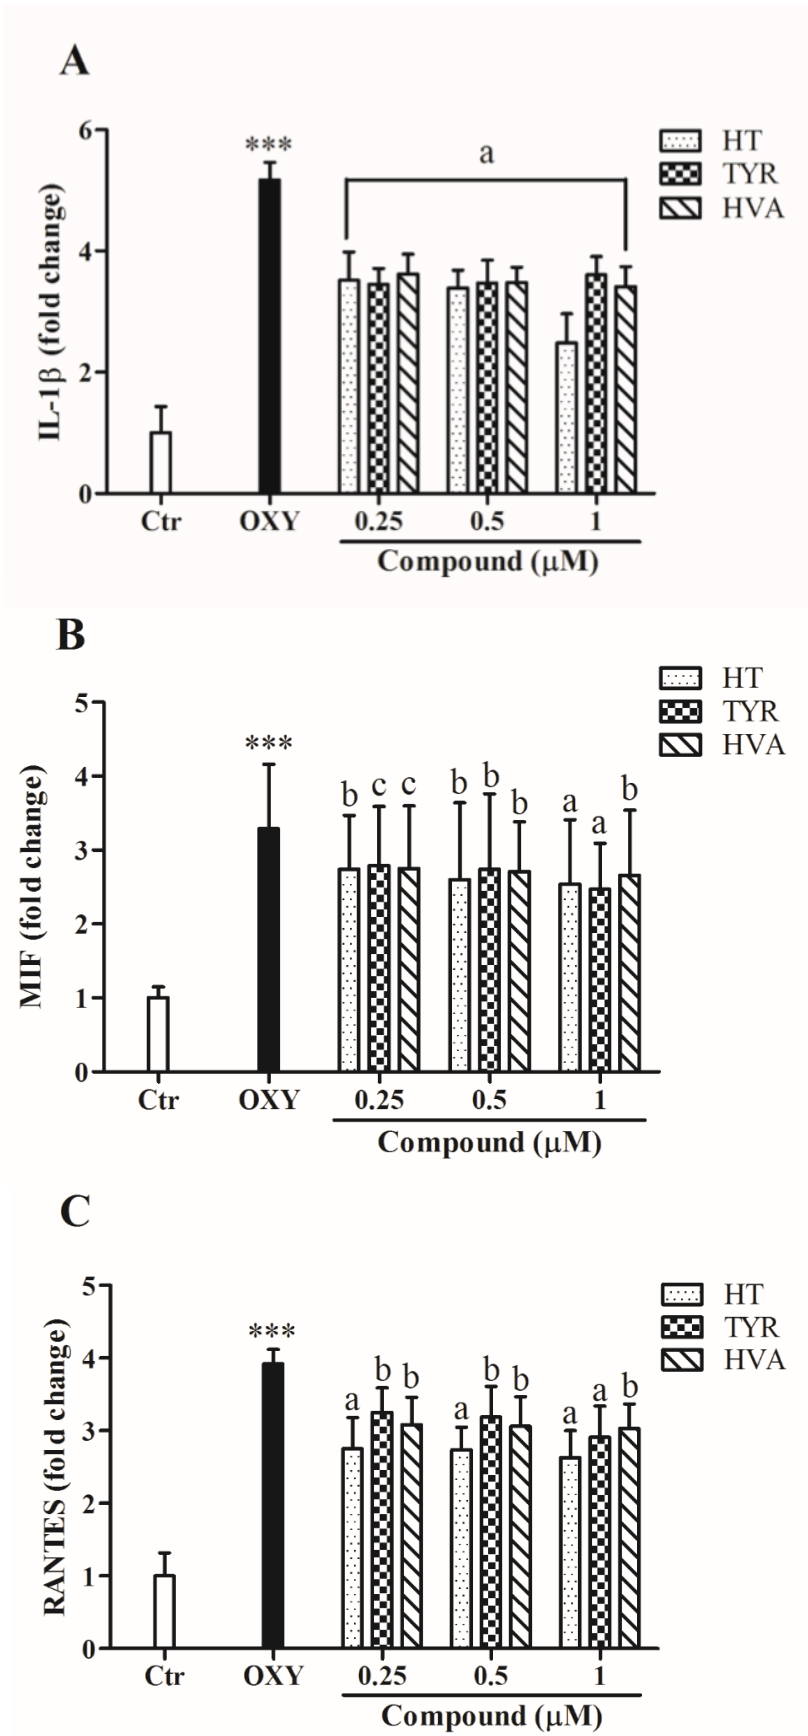 A
HT
TYR
HVA
IL-1β (fold change)
6
4
2
0
***
a
Ctr
OXY
0.25
0.5
1
Compound (μM)
B
HT
TYR
HVA
MIF (fold change)
5
4
3
2
1
0
***
b
c
c
b
b
b
a
a
b
Ctr
OXY
0.25
0.5
1
Compound (μM)
C
HT
TYR
HVA
RANTES (fold change)
5
4
3
2
1
0
***
a
b
b
a
b
b
a
a
b
Ctr
OXY
0.25
0.5
1
Compound (μM)